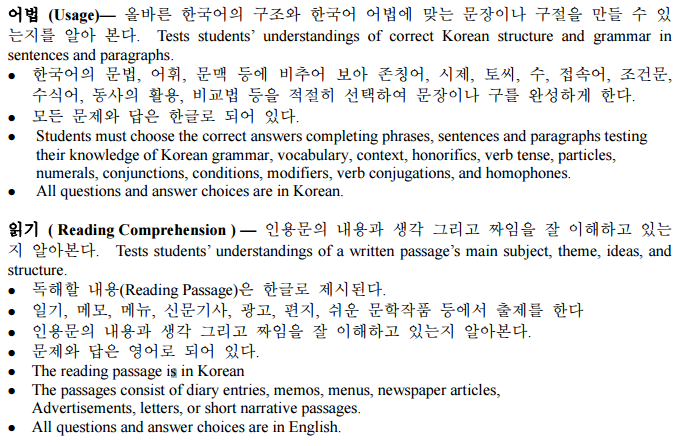 어법 (Usage)— 올바른 한국어의 구조와 한국어 어법에 맞는 문장이나 구절을 만들 수 있
는지를 알아 본다. Tests students' understandings of correct Korean structure and grammar in
sentences and paragraphs.
● 한국어의 문법, 어휘, 문맥 등에 비추어 보아 존칭어, 시제, 토씨, 수, 접속어, 조건문,
수식어, 동사의 활용, 비교법 등을 적절히 선택하여 문장이나 구를 완성하게 한다.
● 모든 문제와 답은 한글로 되어 있다.
● Students must choose the correct answers completing phrases, sentences and paragraphs testing
their knowledge of Korean grammar, vocabulary, context, honorifics, verb tense, particles,
numerals, conjunctions, conditions, modifiers, verb conjugations, and homophones.
● All questions and answer choices are in Korean.
읽기 ( Reading Comprehension ) — 인용문의 내용과 생각 그리고 짜임을 잘 이해하고 있는
지 알아본다. Tests students' understandings of a written passage's main subject, theme, ideas, and
structure.
● 독해할 내용(Reading Passage)은 한글로 제시된다.
● 일기, 메모, 메뉴, 신문기사, 광고, 편지, 쉬운 문학작품 등에서 출제를 한다
● 인용문의 내용과 생각 그리고 짜임을 잘 이해하고 있는지 알아본다.
● 문제와 답은 영어로 되어 있다.
● The reading passage is in Korean
● The passages consist of diary entries, memos, menus, newspaper articles,
Advertisements, letters, or short narrative passages.
● All questions and answer choices are in English.